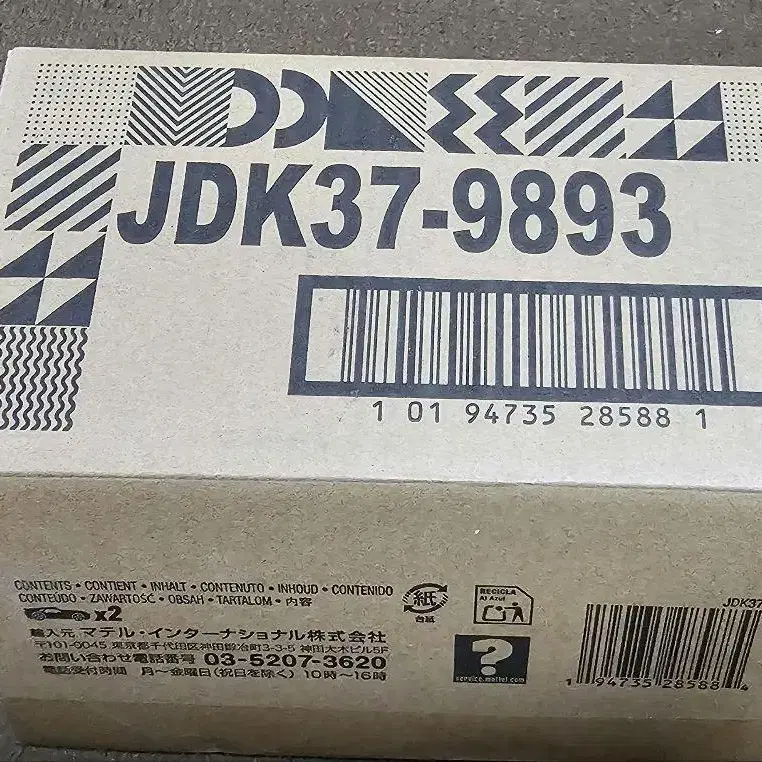 JDK37-9893
1 01 94735 28588 1
CONTENTS • CONTIENT • INHALT • CONTENUTO • INHOUD • CONTENIDO
CONTEÚDO • ZAWARTOŚĆ • OBSAH • TARTALOM • 内容
x2
輸入元 マテル・インターナショナル株式会社
〒101-0045 東京都千代田区神田鍛冶町3-3-5 神田大木ビル5F
お問い合わせ電話番号 03-5207-3620
電話受付時間 月〜金曜日(祝日を除く) 10時〜16時
紙
台紙
RECICLA
Al Azul
?
service.mattel.com
JDK37
1 94735 28588 4